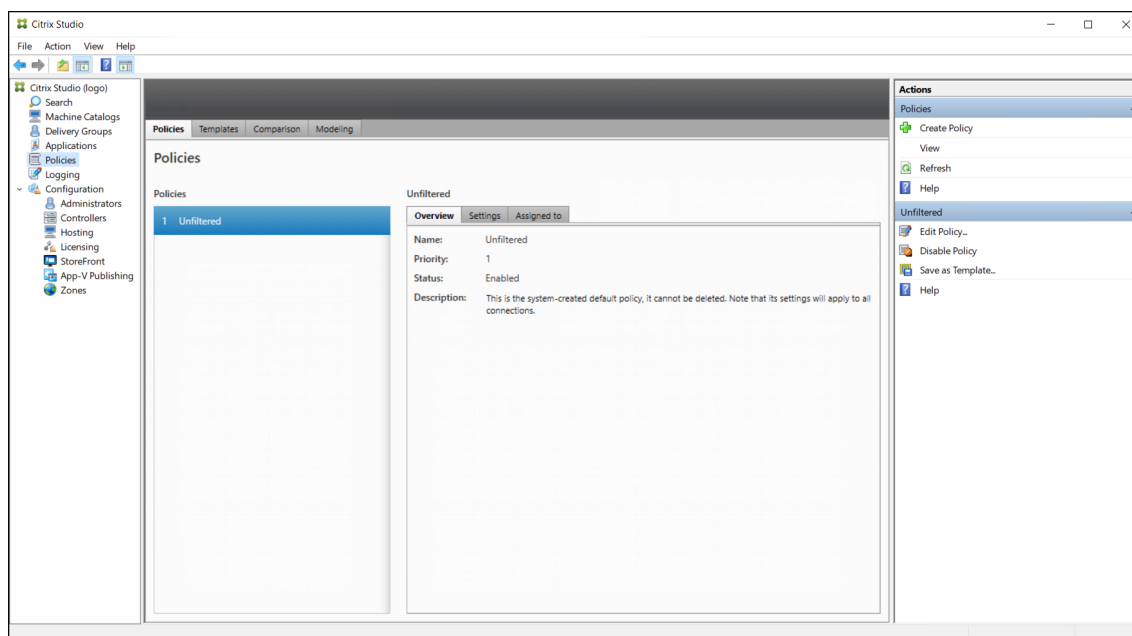 Citrix Studio
File Action View Help
Citrix Studio (logo)
Search
Machine Catalogs
Delivery Groups
Applications
Policies
Logging
Configuration
Administrators
Controllers
Hosting
Licensing
StoreFront
App-V Publishing
Zones
Policies Templates Comparison Modeling
Policies
Policies
1 Unfiltered
Unfiltered
Overview Settings Assigned to
Name: Unfiltered
Priority: 1
Status: Enabled
Description: This is the system-created default policy, it cannot be deleted. Note that its settings will apply to all
connections.
Actions
Policies
Create Policy
View
Refresh
Help
Unfiltered
Edit Policy...
Disable Policy
Save as Template...
Help